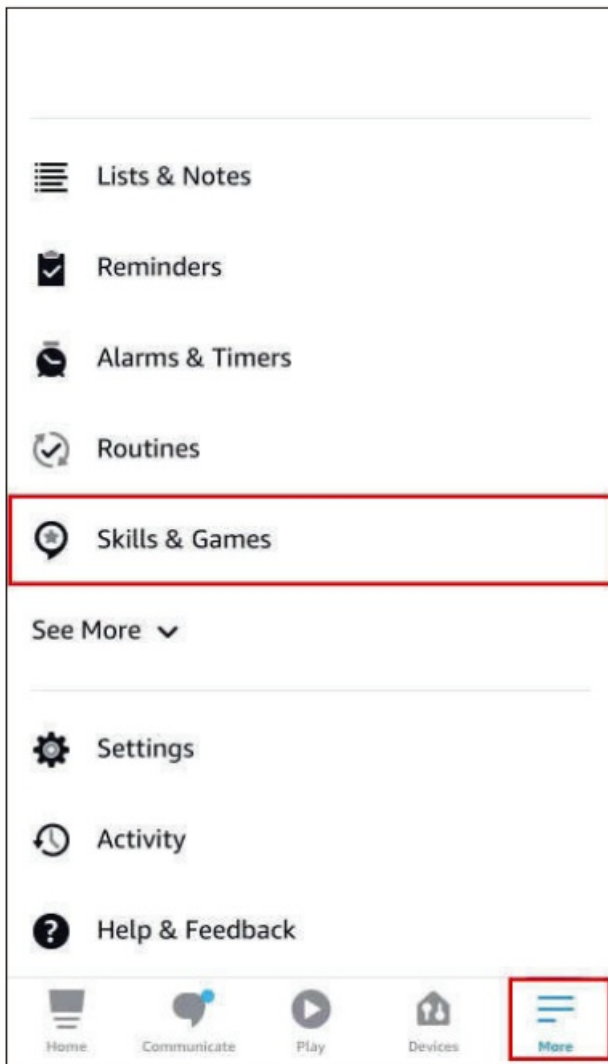 Lists & Notes
Reminders
Alarms & Timers
Routines
Skills & Games
See More
Settings
Activity
Help & Feedback
Home Communicate Play Devices More